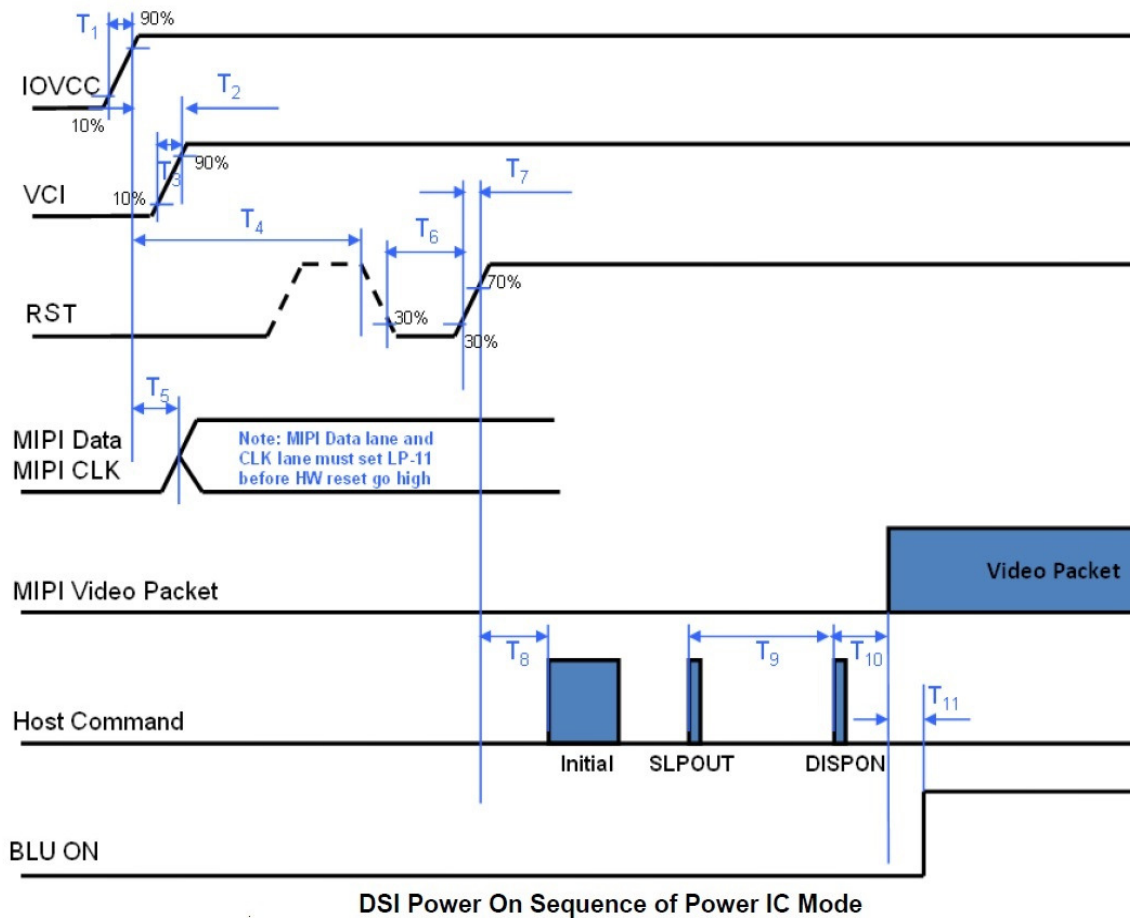 T1
90%
IOVCC
10%
T2
T3
90%
VCI
10%
T4
T6
T7
70%
RST
30%
30%
T5
MIPI Data
MIPI CLK
Note: MIPI Data lane and
CLK lane must set LP-11
before HW reset go high
MIPI Video Packet
Video Packet
T8
T9
T10
T11
Host Command
Initial
SLPOUT
DISPON
BLU ON
DSI Power On Sequence of Power IC Mode